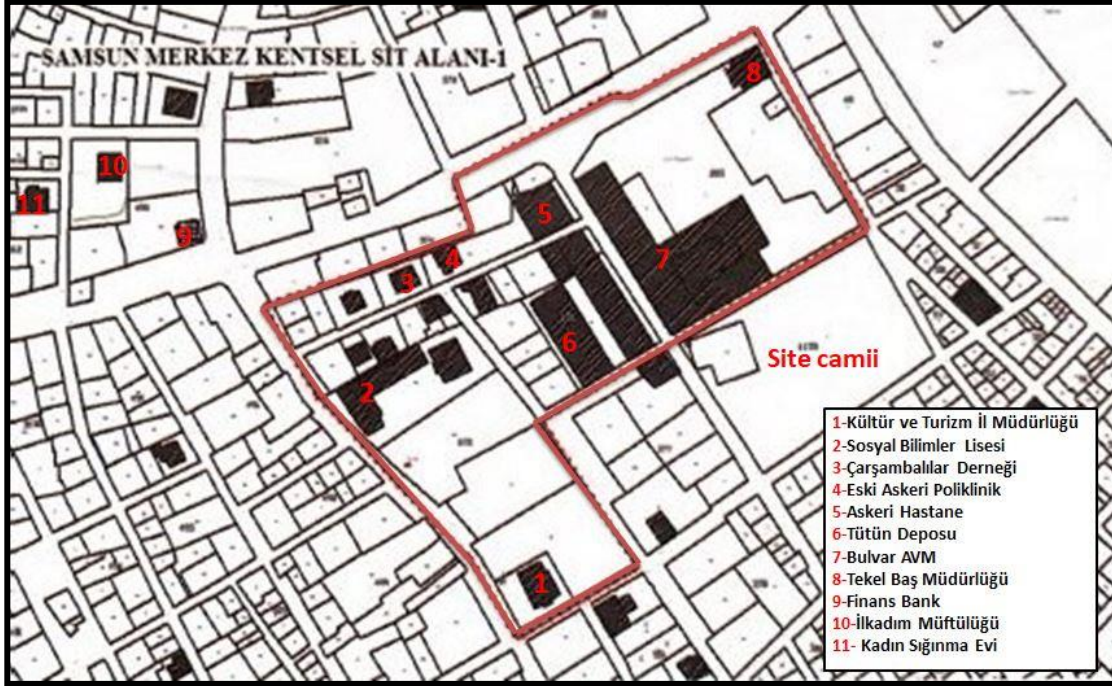 SAMSUN MERKEZ KENTSEL SİT ALANI-1
8
10
11
5
9
4
7
3
6
Site camii
2
1
1-Kültür ve Turizm İl Müdürlüğü
2-Sosyal Bilimler Lisesi
3-Çarşambalılar Derneği
4-Eski Askeri Poliklinik
5-Askeri Hastane
6-Tütün Deposu
7-Bulvar AVM
8-Tekel Baş Müdürlüğü
9-Finans Bank
10-İlkadım Müftülüğü
11- Kadın Sığınma Evi